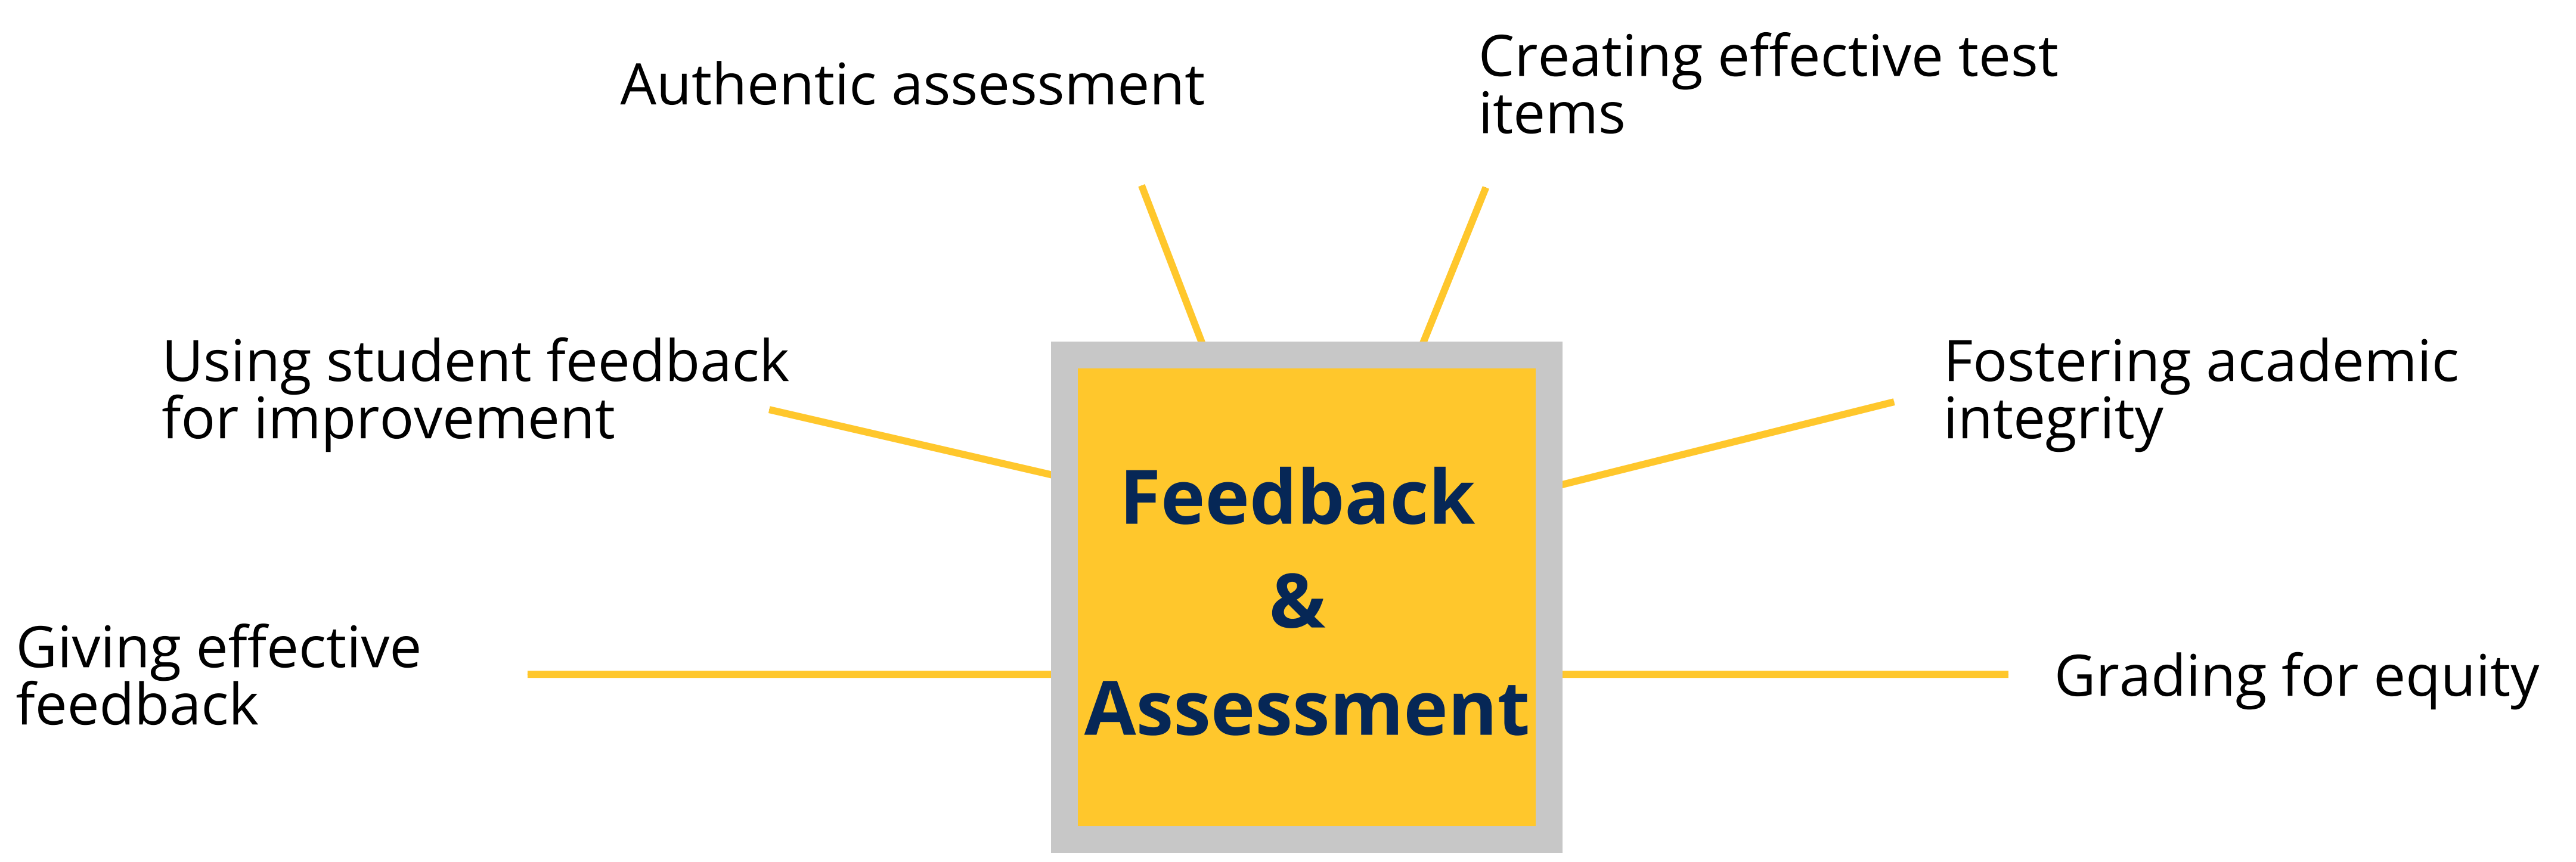 Authentic assessment
Creating effective test
items
Using student feedback
for improvement
Fostering academic
integrity
Feedback
&
Assessment
Giving effective
feedback
Grading for equity